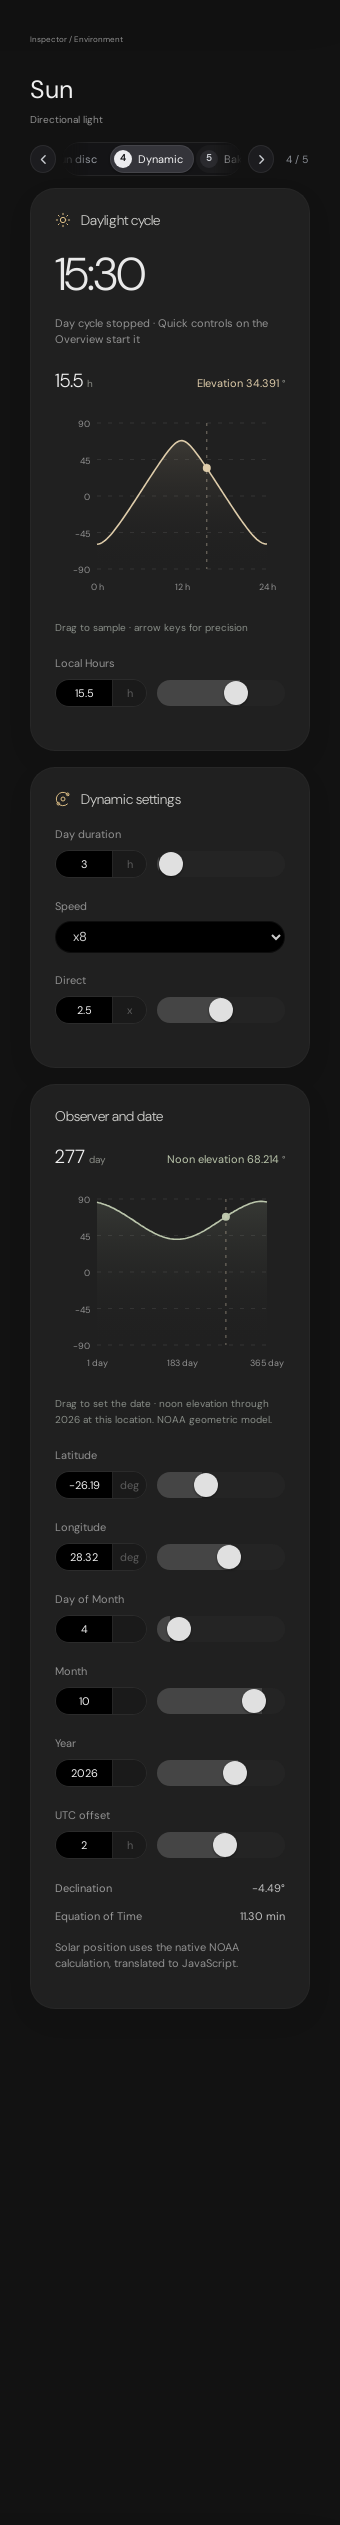 Inspector / Environment
Sun
Directional light
disc 4 Dynamic 5 4 / 5
Daylight cycle
15:30
Day cycle stopped · Quick controls on the
Overview start it
15.5 h Elevation 34.391 °
90
45
0
-45
-90
0 h 12 h 24 h
Drag to sample · arrow keys for precision
Local Hours
15.5 h
Dynamic settings
Day duration
3 h
Speed
x8
Direct
2.5 x
Observer and date
277 day Noon elevation 68.214 °
90
45
0
-45
-90
1 day 183 day 365 day
Drag to set the date · noon elevation through
2026 at this location. NOAA geometric model.
Latitude
-26.19 deg
Longitude
28.32 deg
Day of Month
4
Month
10
Year
2026
UTC offset
2 h
Declination -4.49°
Equation of Time 11.30 min
Solar position uses the native NOAA
calculation, translated to JavaScript.